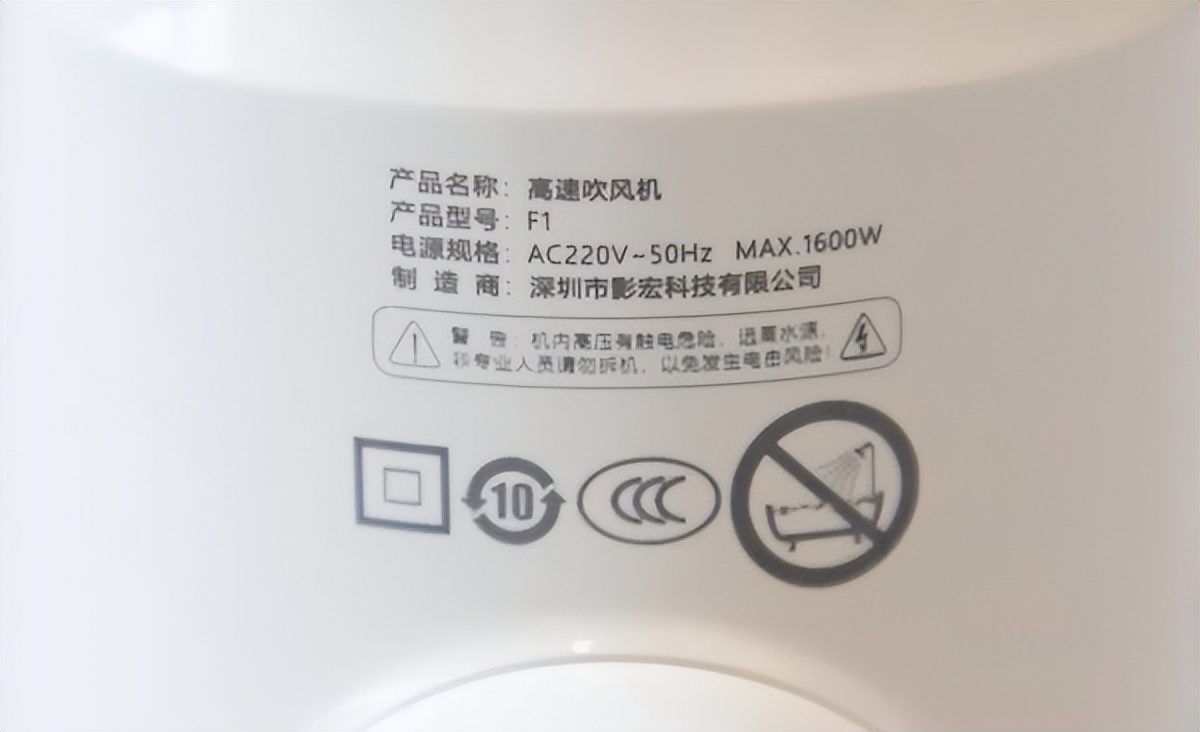 产品名称：高速吹风机
产品型号：F1
电源规格：AC220V~50Hz MAX.1600W
制 造 商：深圳市影宏科技有限公司
警 告：机内高压有触电危险，远离水源，
非专业人员请勿拆机，以免发生电击风险！
10
CCC